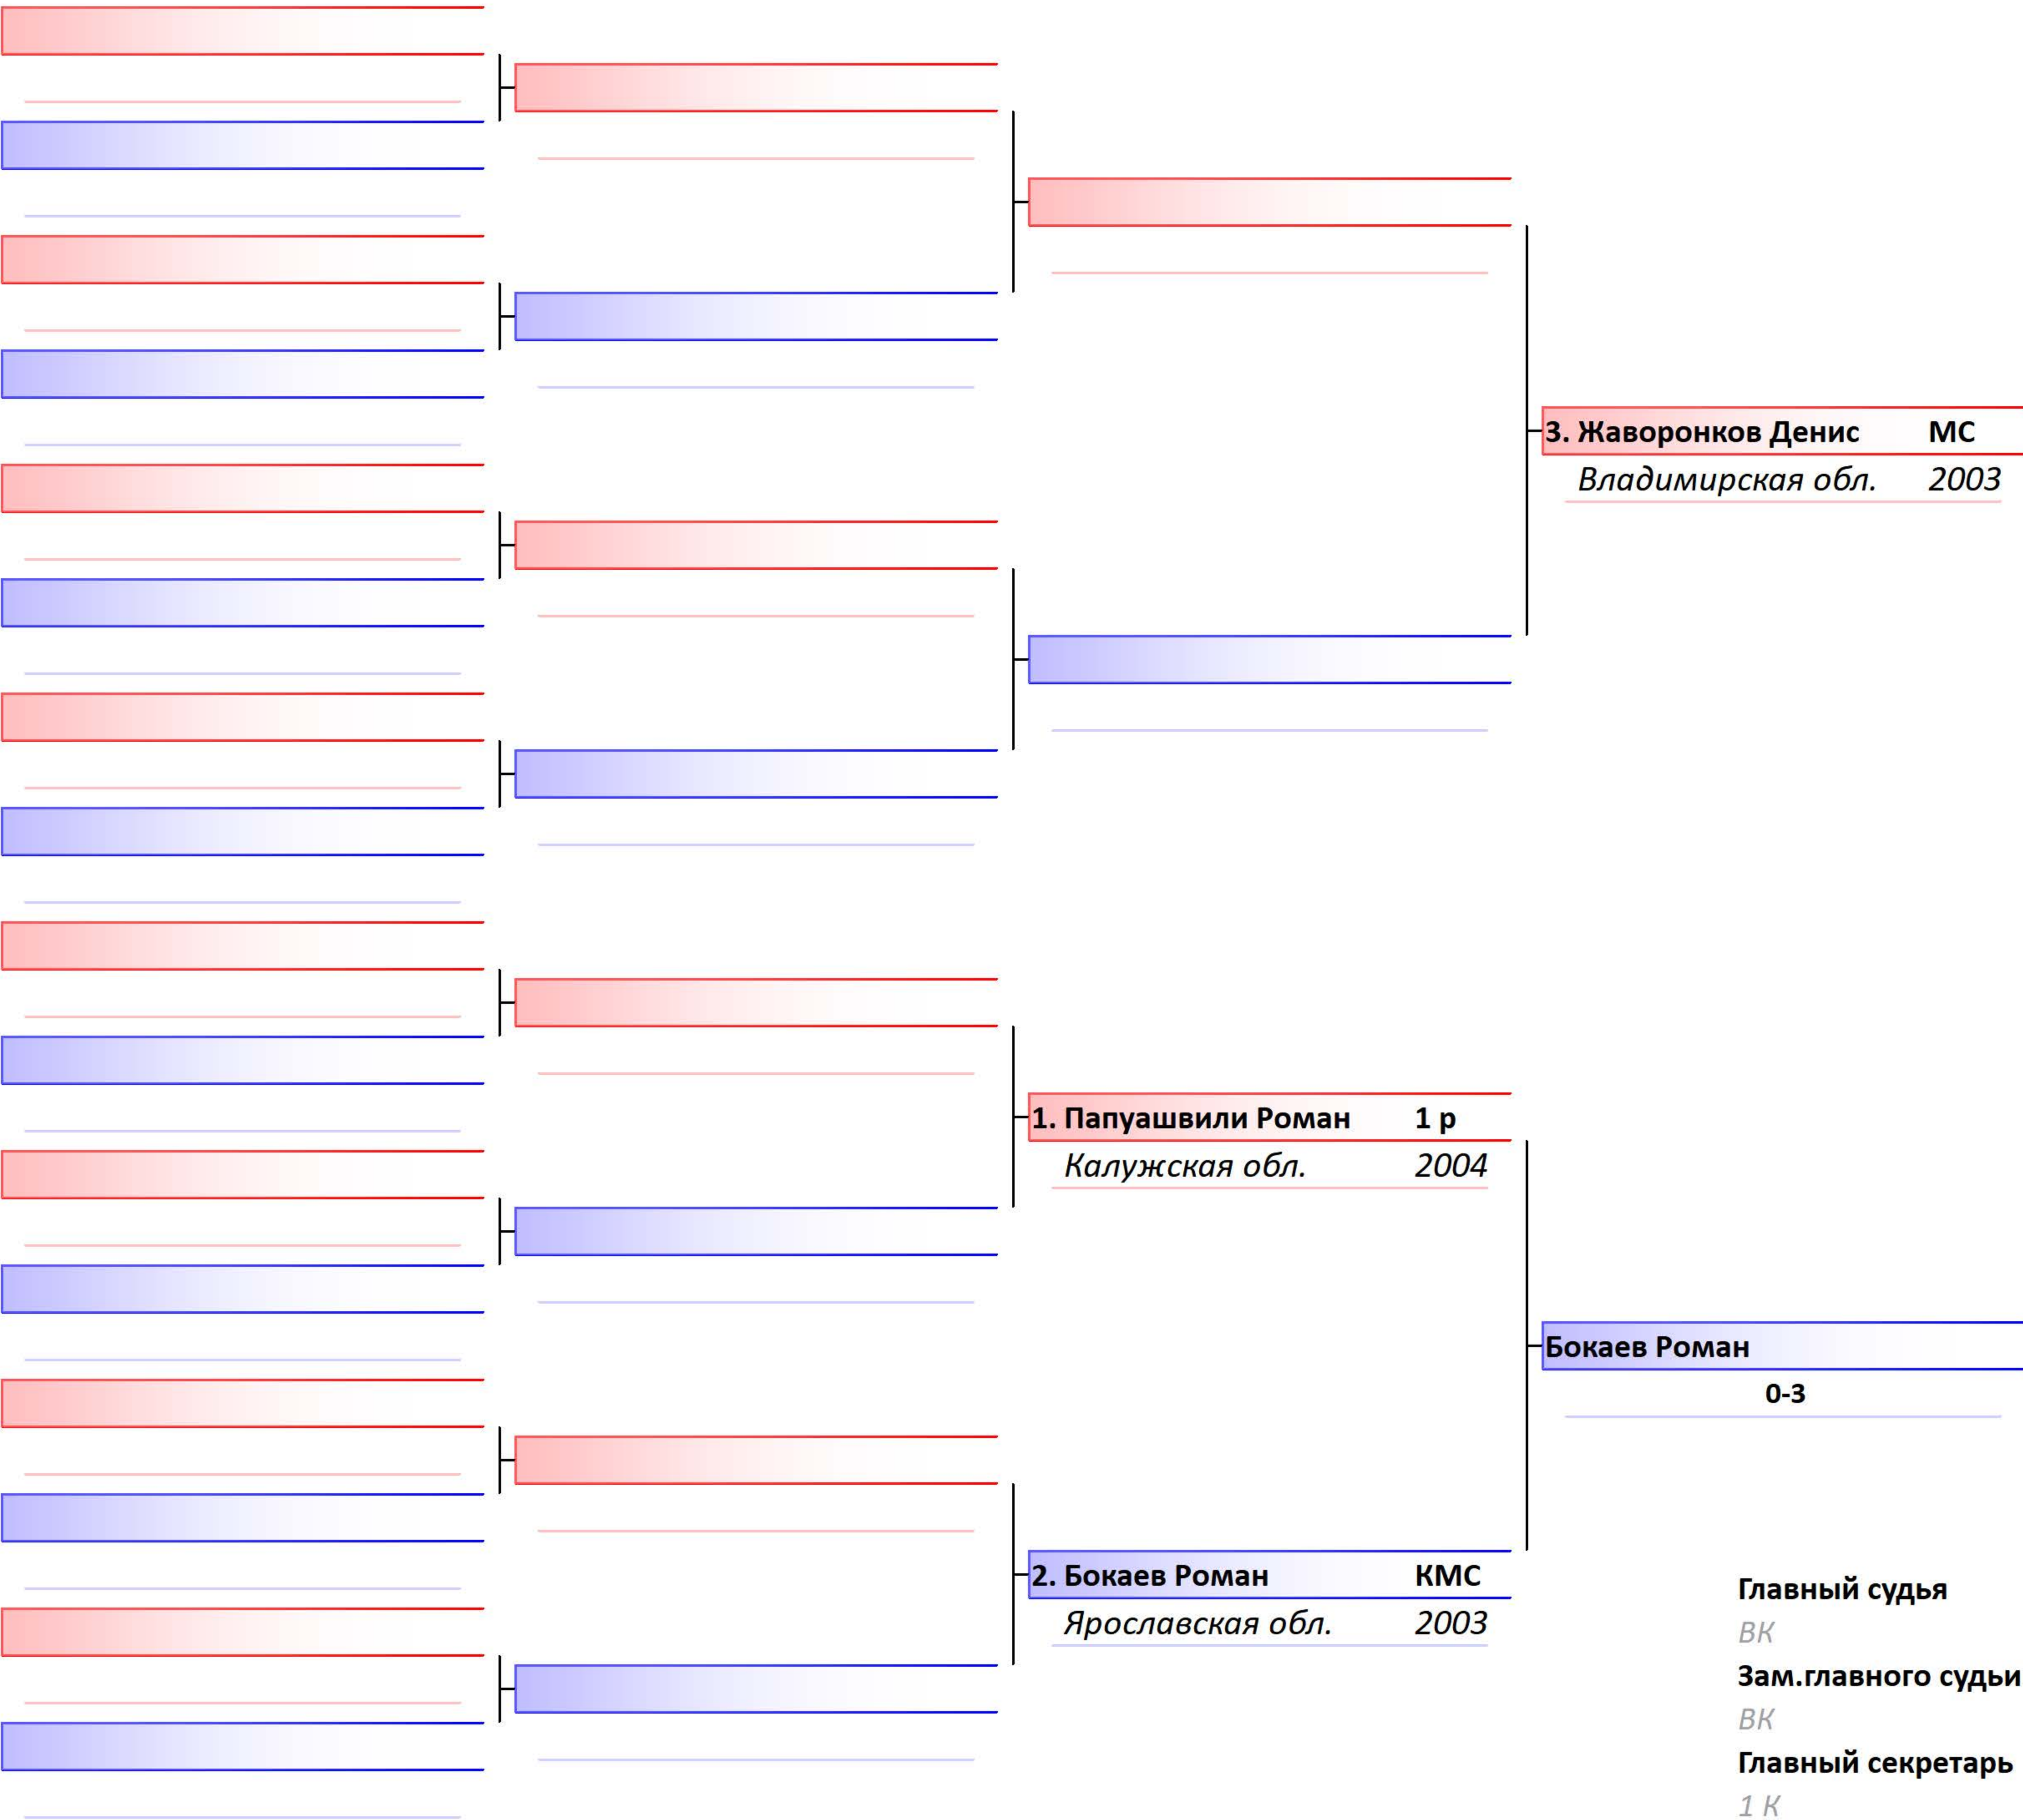 3. Жаворонков Денис МС
Владимирская обл. 2003
1. Папуашвили Роман 1 р
Калужская обл. 2004
Бокаев Роман
0-3
2. Бокаев Роман КМС
Ярославская обл. 2003
Главный судья
ВК
Зам.главного судьи
ВК
Главный секретарь
1 К